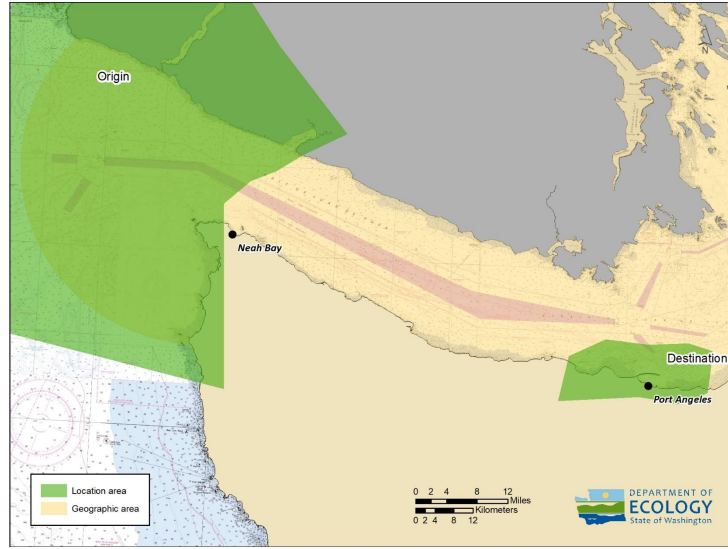 Origin
N
Neah Bay
Destination
Port Angeles
Location area
Geographic area
0 2 4 8 12
Miles
Kilometers
0 2 4 8 12
DEPARTMENT OF
ECOLOGY
State of Washington